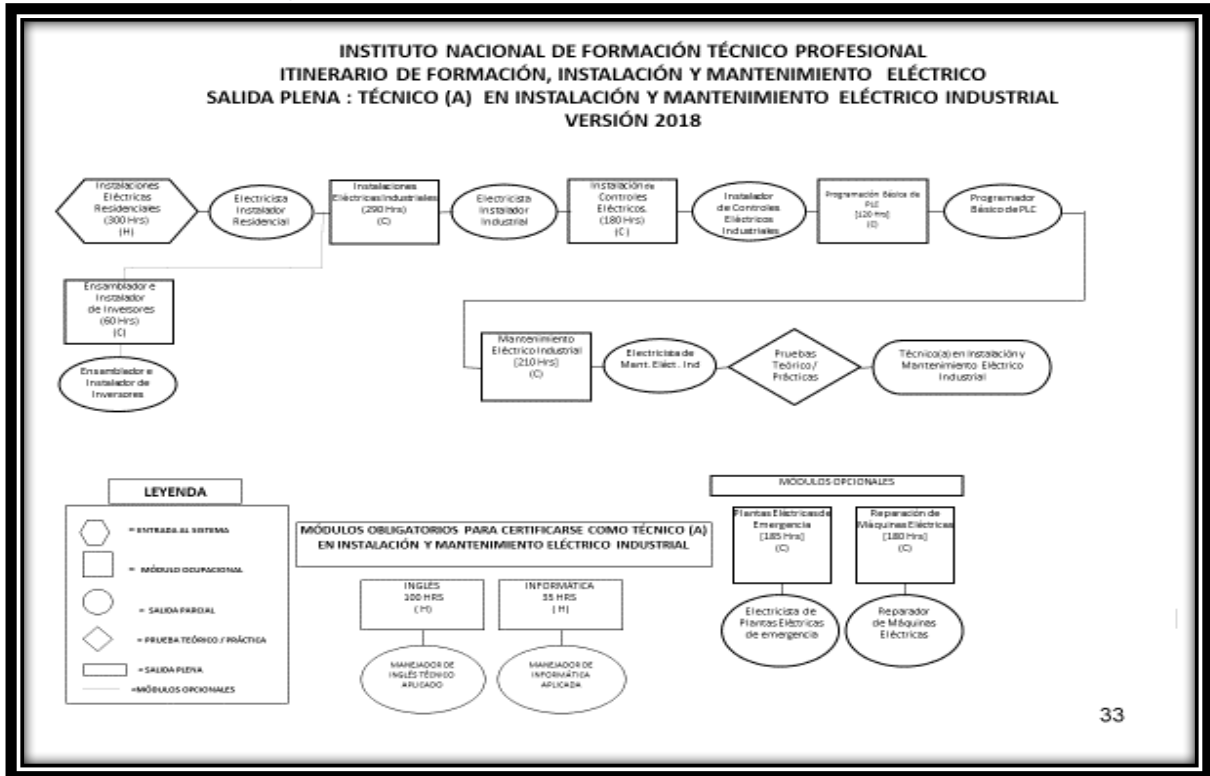 INSTITUTO NACIONAL DE FORMACIÓN TÉCNICO PROFESIONAL
ITINERARIO DE FORMACIÓN, INSTALACIÓN Y MANTENIMIENTO ELÉCTRICO
SALIDA PLENA : TÉCNICO (A) EN INSTALACIÓN Y MANTENIMIENTO ELÉCTRICO INDUSTRIAL
VERSIÓN 2018
Instalaciones
Eléctricas
Residenciales
(300 Hrs)
(H)
Electricista
Instalador
Residencial
Instalaciones
Eléctricas Industriales
(290 Hrs)
(C)
Electricista
Instalador
Industrial
Instalación de
Controles
Eléctricos.
(180 Hrs)
(C)
Instalador
de Controles
Eléctricos
Industriales
Programación Básica de
PLC
[120 Hrs]
(C)
Programador
Básico de PLC
Ensamblador e
Instalador
de Inversores
(60 Hrs)
(C)
Ensamblador e
Instalador de
Inversores
Mantenimiento
Eléctrico Industrial
[210 Hrs]
(C)
Electricista de
Mant. Eléct. Ind
Pruebas
Teórico /
Prácticas
Técnico(a) en Instalación y
Mantenimiento Eléctrico
Industrial
LEYENDA
= ENTRADA AL SISTEMA
= MÓDULO OCUPACIONAL
= SALIDA PARCIAL
= PRUEBA TEÓRICO / PRÁCTICA
= SALIDA PLENA
=MÓDULOS OPCIONALES
MÓDULOS OBLIGATORIOS PARA CERTIFICARSE COMO TÉCNICO (A)
EN INSTALACIÓN Y MANTENIMIENTO ELÉCTRICO INDUSTRIAL
INGLÉS
100 HRS
( H)
MANEJADOR DE
INGLÉS TÉCNICO
APLICADO
INFORMÁTICA
35 HRS
( H)
MANEJADOR DE
INFORMÁTICA
APLICADA
MÓDULOS OPCIONALES
Plantas Eléctricas de
Emergencia
[185 Hrs]
(C)
Electricista de
Plantas Eléctricas
de emergencia
Reparación de
Máquinas Eléctricas
[180 Hrs]
(C)
Reparador
de Máquinas
Eléctricas
33